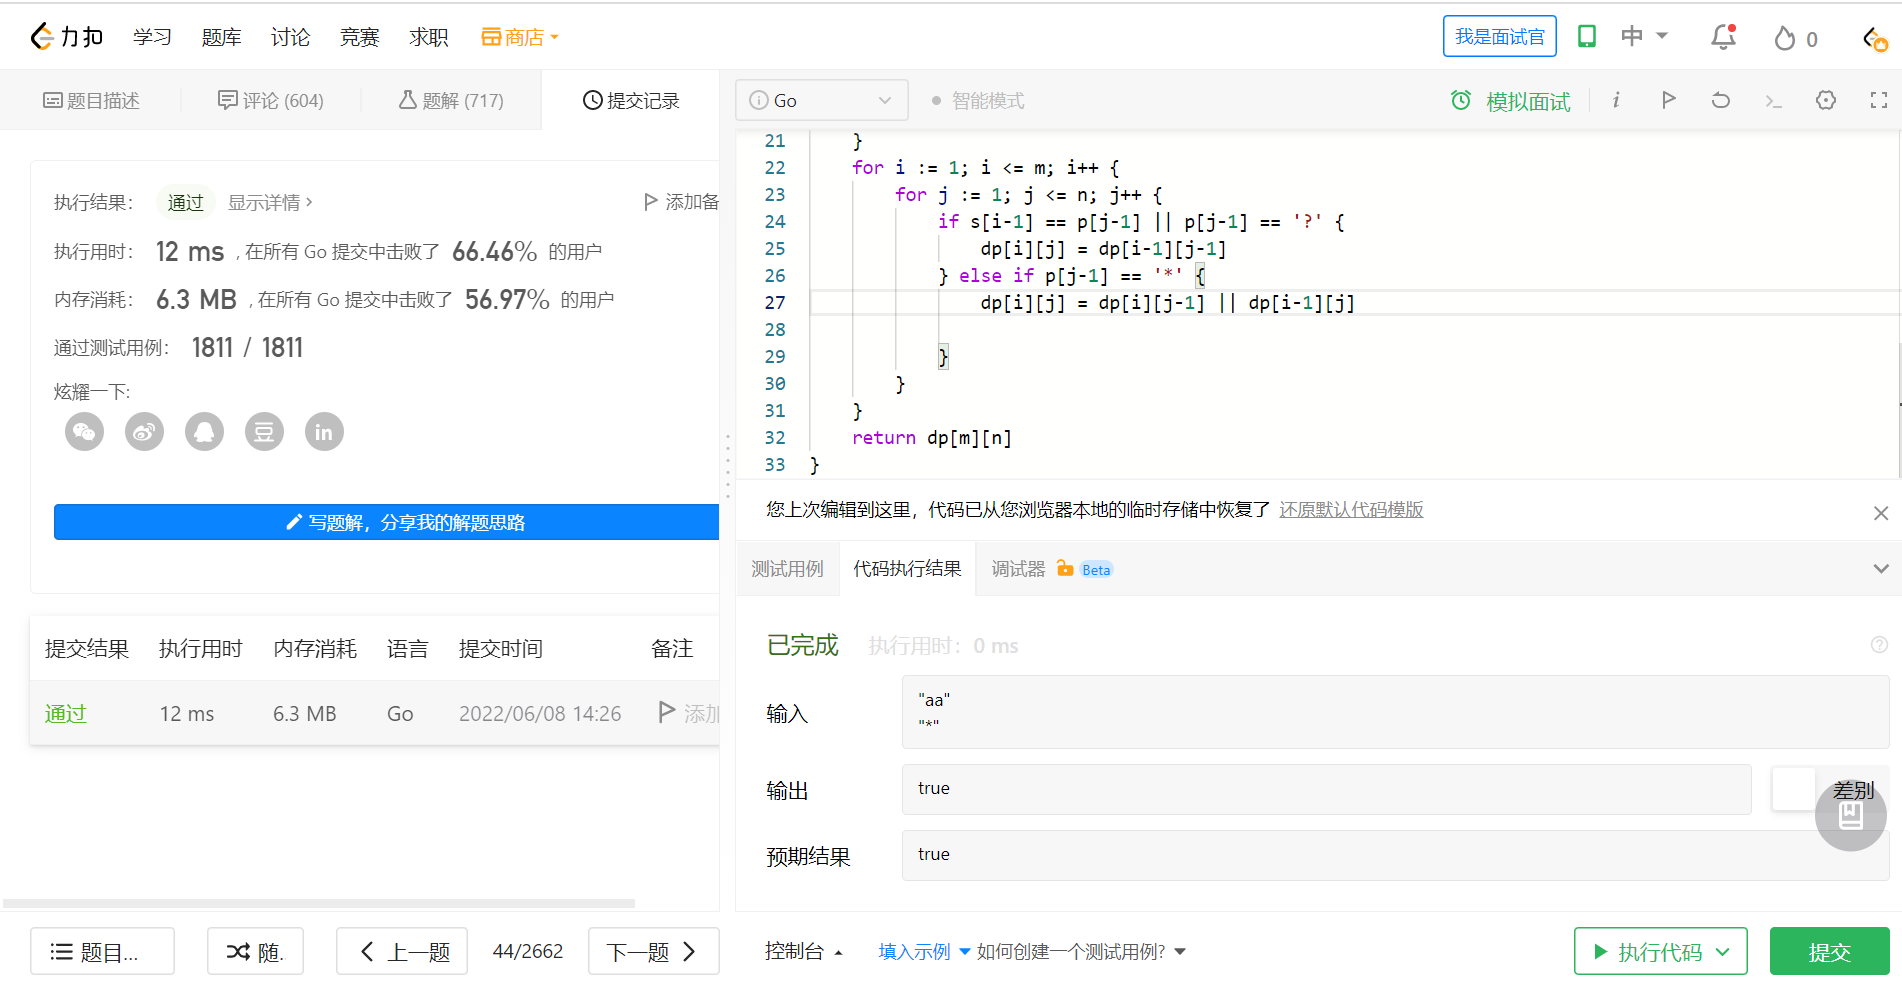 力扣 学习 题库 讨论 竞赛 求职 商店 我是面试官 中 0
题目描述 评论 (604) 题解 (717) 提交记录
执行结果： 通过 显示详情 › 添加备
执行用时： 12 ms , 在所有 Go 提交中击败了 66.46% 的用户
内存消耗： 6.3 MB , 在所有 Go 提交中击败了 56.97% 的用户
通过测试用例： 1811 / 1811
炫耀一下:
豆 in
写题解，分享我的解题思路
提交结果 执行用时 内存消耗 语言 提交时间 备注
通过 12 ms 6.3 MB Go 2022/06/08 14:26 添加
题目... 随. 上一题 44/2662 下一题
i Go 智能模式 模拟面试 i
21 }
22 for i := 1; i <= m; i++ {
23 for j := 1; j <= n; j++ {
24 if s[i-1] == p[j-1] || p[j-1] == '?' {
25 dp[i][j] = dp[i-1][j-1]
26 } else if p[j-1] == '*' {
27 dp[i][j] = dp[i][j-1] || dp[i-1][j]
28
29 }
30 }
31 }
32 return dp[m][n]
33 }
您上次编辑到这里，代码已从您浏览器本地的临时存储中恢复了 还原默认代码模版
测试用例 代码执行结果 调试器 Beta
已完成 执行用时：0 ms
输入
"aa"
"*"
输出 true 差别
预期结果 true
控制台 填入示例 如何创建一个测试用例? 执行代码 提交